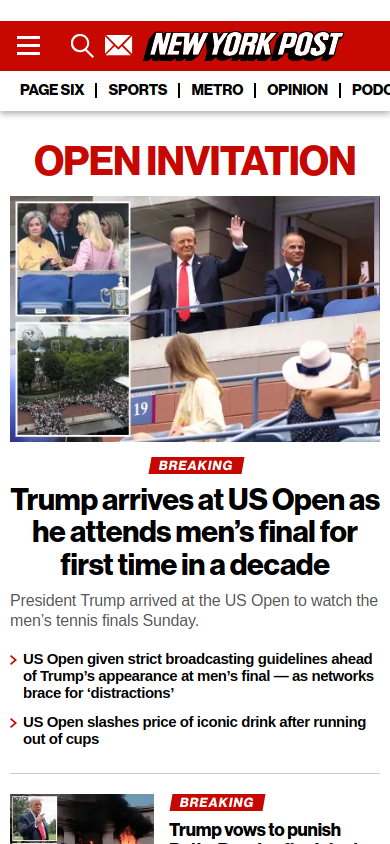 NEW YORK POST
PAGE SIX | SPORTS | METRO | OPINION |
OPEN INVITATION
19
BREAKING
Trump arrives at US Open as
he attends men’s final for
first time in a decade
President Trump arrived at the US Open to watch the
men’s tennis finals Sunday.
US Open given strict broadcasting guidelines ahead
of Trump’s appearance at men’s final — as networks
brace for ‘distractions’
US Open slashes price of iconic drink after running
out of cups
BREAKING
Trump vows to punish